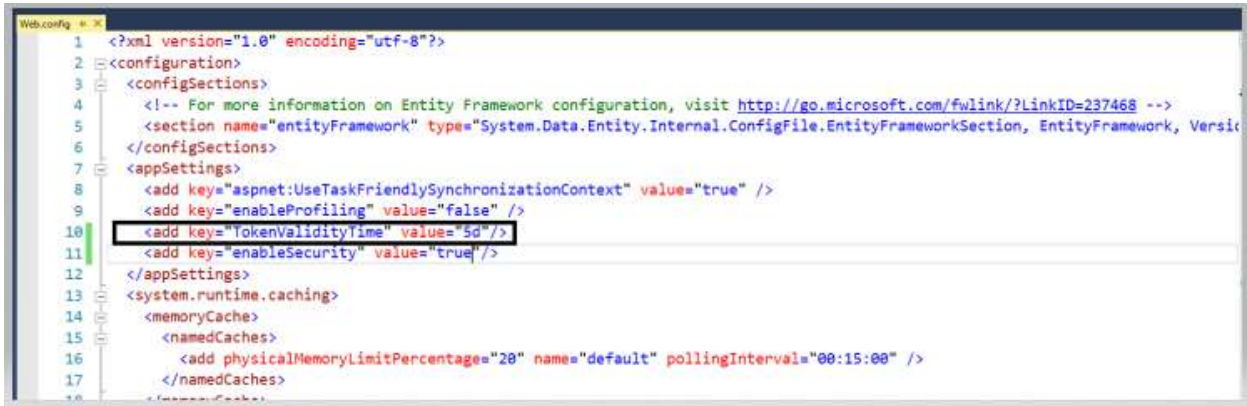 Web.config
1 <?xml version="1.0" encoding="utf-8"?>
2 <configuration>
3 <configSections>
4 <!-- For more information on Entity Framework configuration, visit http://go.microsoft.com/fwlink/?LinkID=237468 -->
5 <section name="entityFramework" type="System.Data.Entity.Internal.ConfigFile.EntityFrameworkSection, EntityFramework,
6 </configSections>
7 <appSettings>
8 <add key="aspnet:UseTaskFriendlySynchronizationContext" value="true" />
9 <add key="enableProfiling" value="false" />
10 <add key="TokenValidityTime" value="5d"/>
11 <add key="enableSecurity" value="true"/>
12 </appSettings>
13 <system.runtime.caching>
14 <memoryCache>
15 <namedCaches>
16 <add physicalMemoryLimitPercentage="20" name="default" pollingInterval="00:15:00" />
17 </namedCaches>